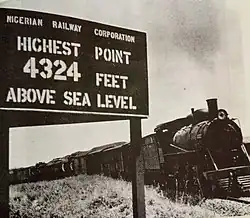 NIGERIAN RAILWAY CORPORATION
HIGHEST POINT
4324 FEET
ABOVE SEA LEVEL